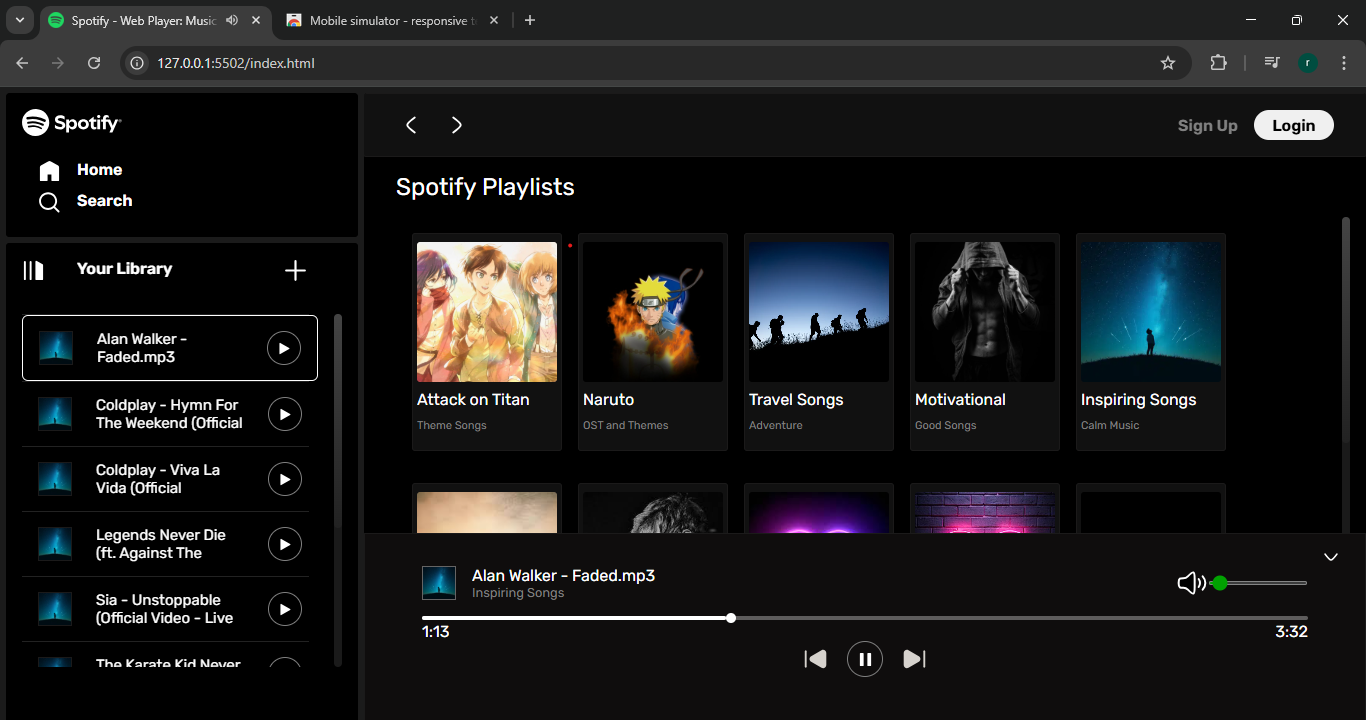 Spotify - Web Player: Music
Mobile simulator - responsive te
127.0.0.1:5502/index.html
r
Spotify
Home
Search
Your Library
Alan Walker -
Faded.mp3
Coldplay - Hymn For
The Weekend (Official
Coldplay - Viva La
Vida (Official
Legends Never Die
(ft. Against The
Sia - Unstoppable
(Official Video - Live
The Karate Kid Never
Sign Up
Login
Spotify Playlists
Attack on Titan
Theme Songs
Naruto
OST and Themes
Travel Songs
Adventure
Motivational
Good Songs
Inspiring Songs
Calm Music
Alan Walker - Faded.mp3
Inspiring Songs
1:13
3:32